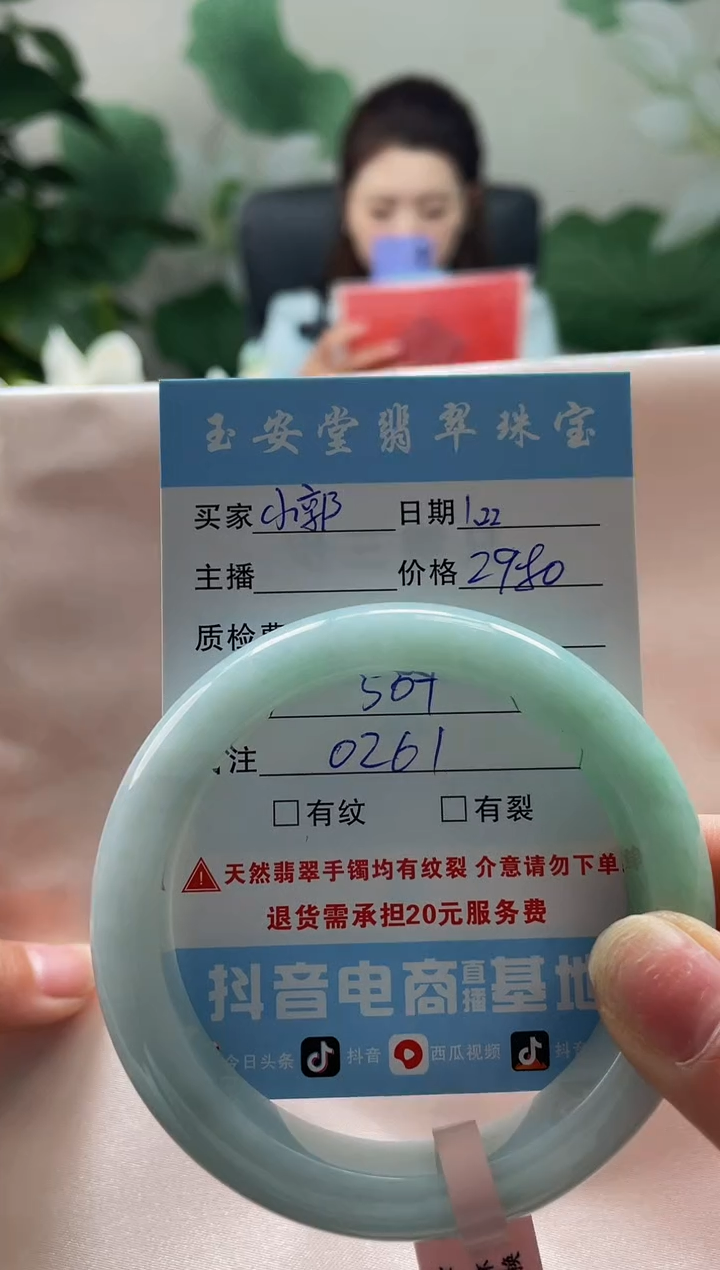 玉安堂翡翠珠宝
买家 小郭 日期 1.22
主播 价格 2980
质检费
507
注 0261
□有纹 □有裂
天然翡翠手镯均有纹裂 介意请勿下单
退货需承担20元服务费
抖音电商直播基地
今日头条 抖音 西瓜视频 抖音